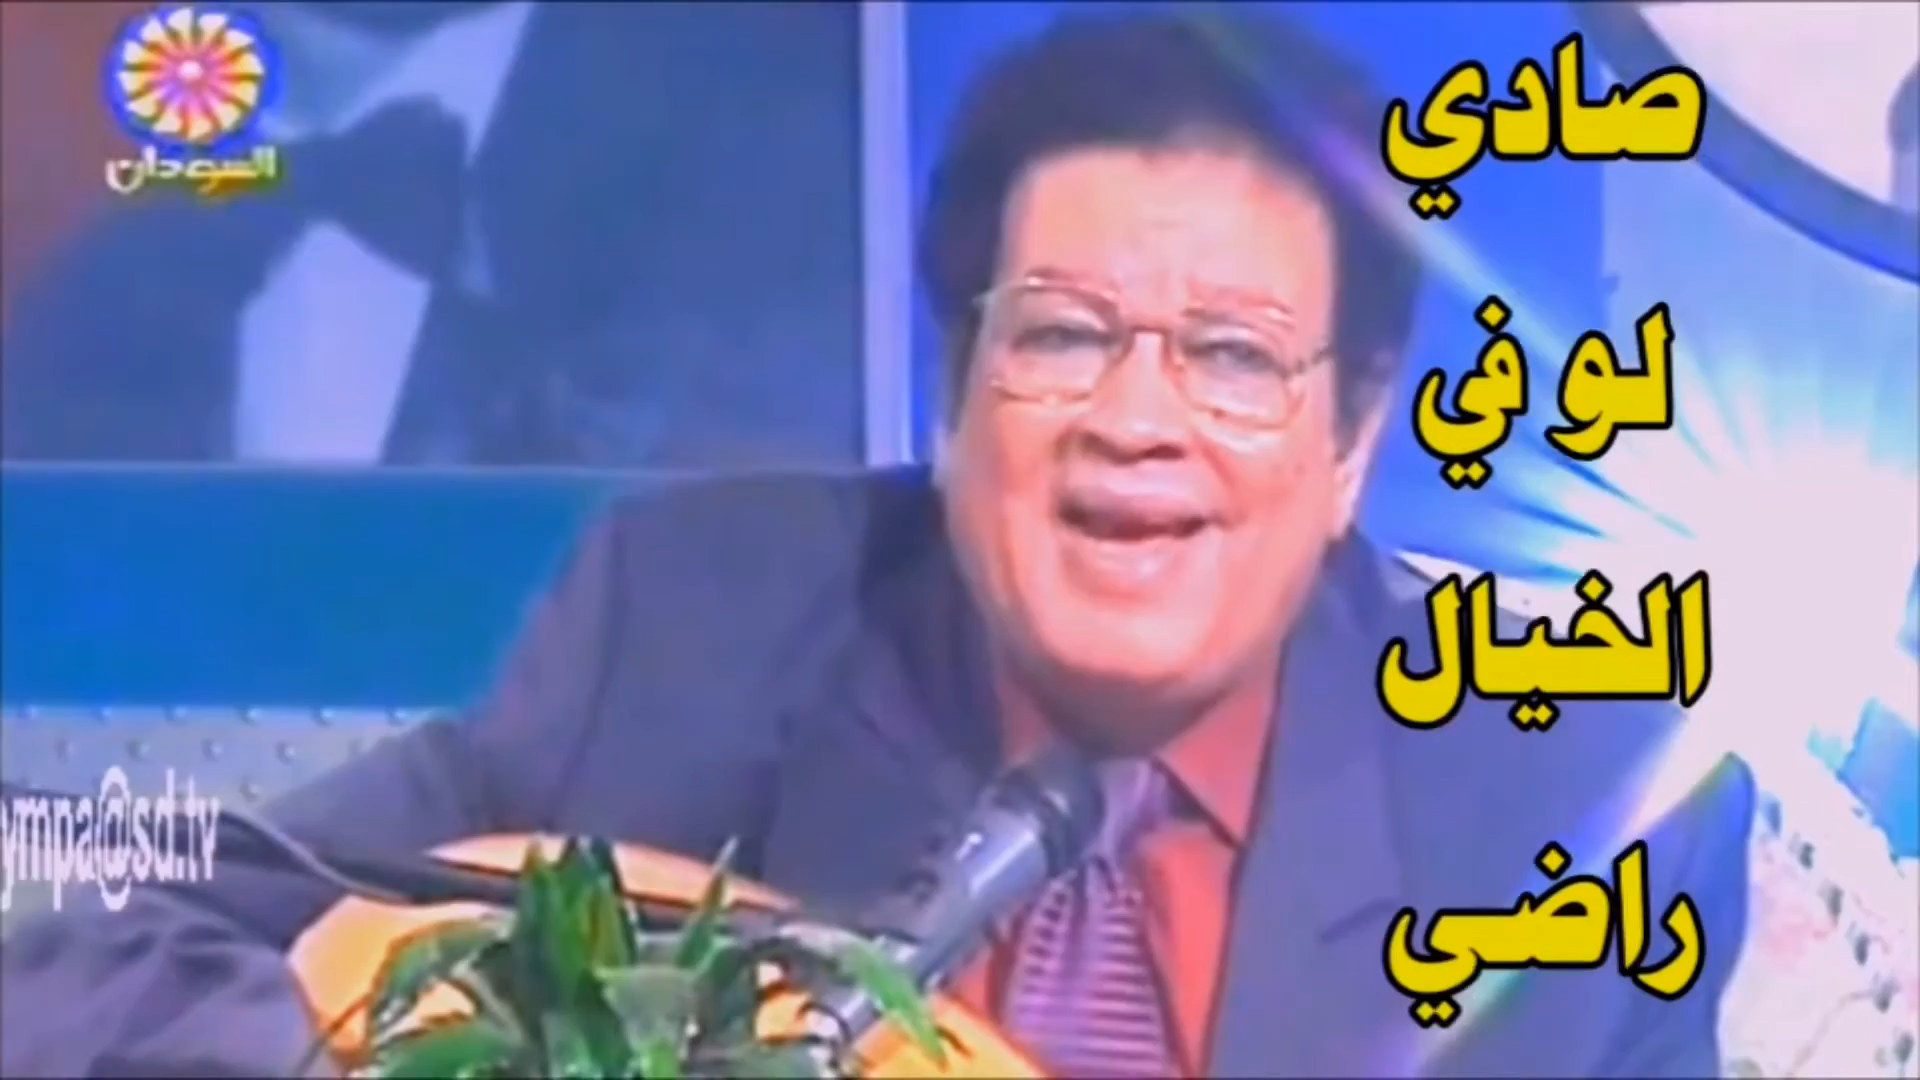 السودان
صادي
لو في
الخيال
راضي
ympa@sd.tv